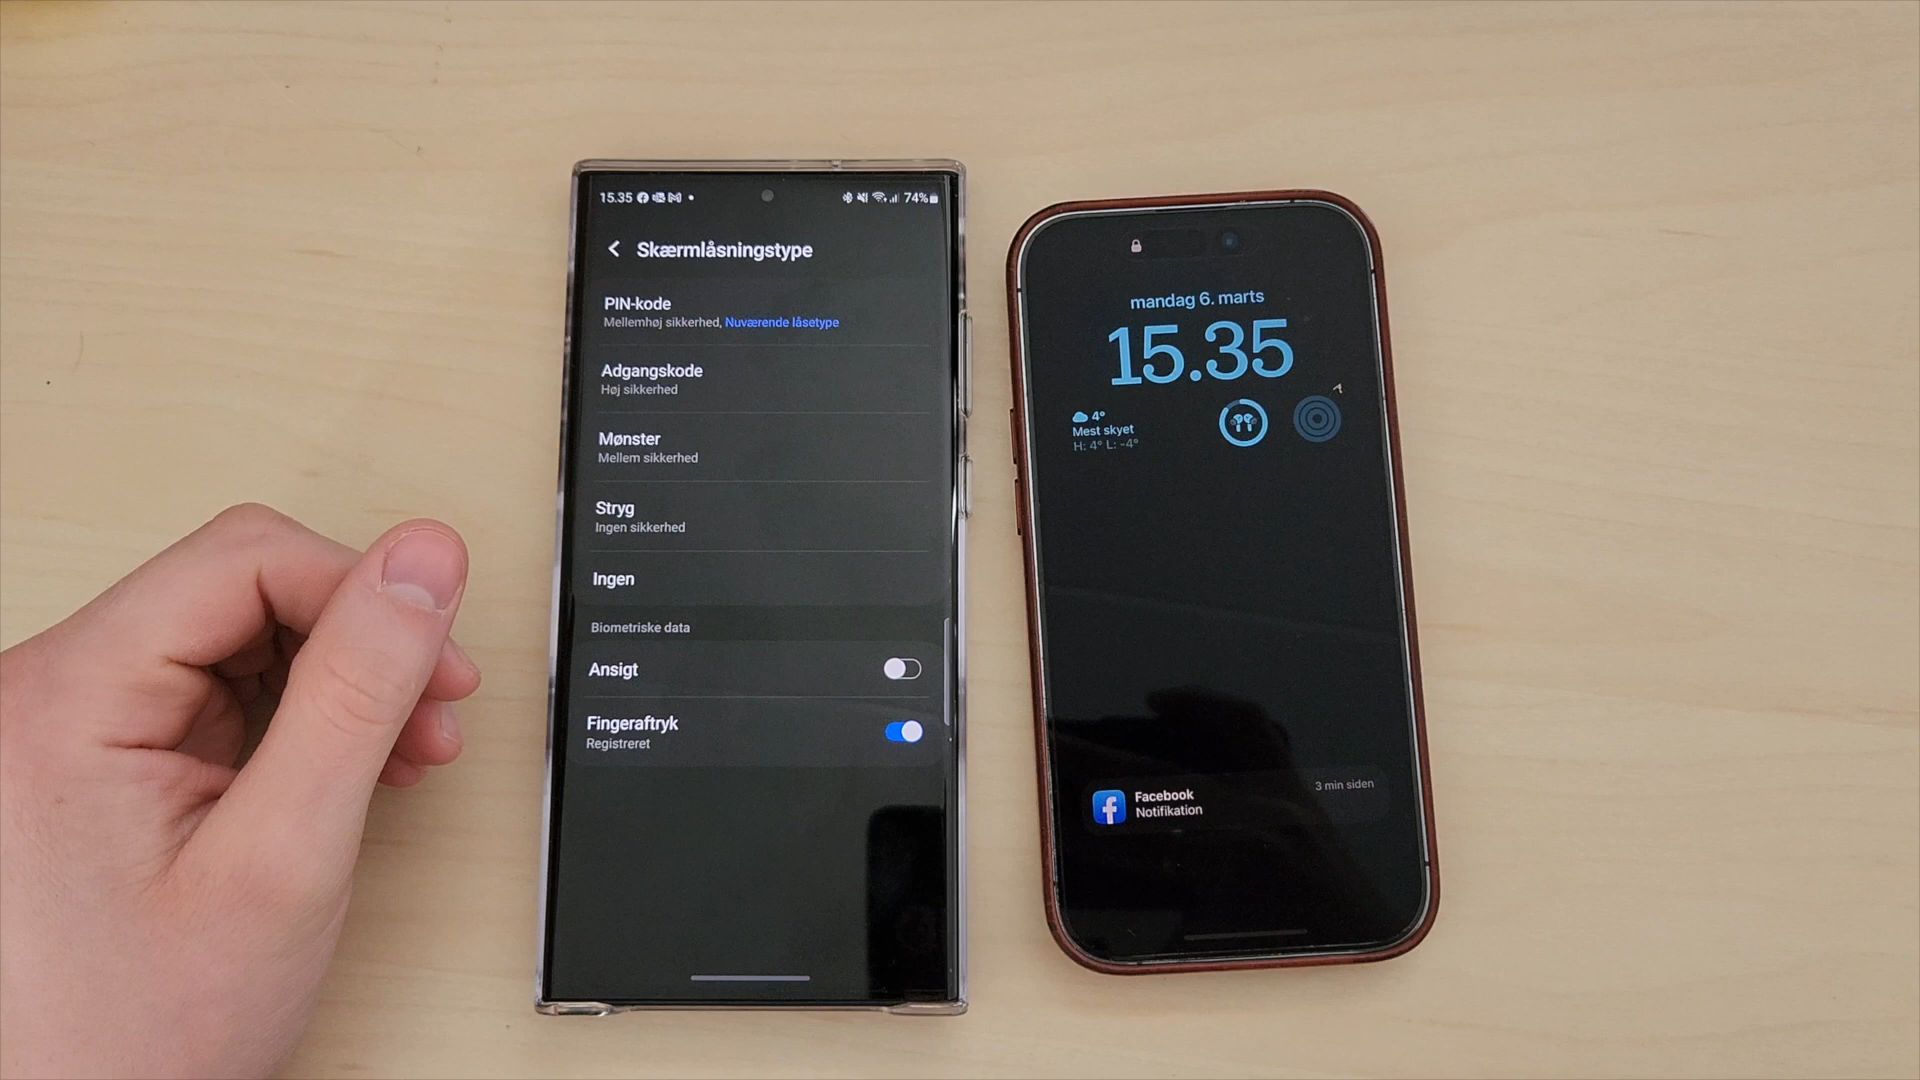 15.35
74%
Skærmlåsningstype
PIN-kode
Mellemhøj sikkerhed, Nuværende låsetype
Adgangskode
Høj sikkerhed
Mønster
Mellem sikkerhed
Stryg
Ingen sikkerhed
Ingen
Biometriske data
Ansigt
Fingeraftryk
Registreret
mandag 6. marts
15.35
4°
Mest skyet
H: 4° L: -4°
Facebook
3 min siden
Notifikation